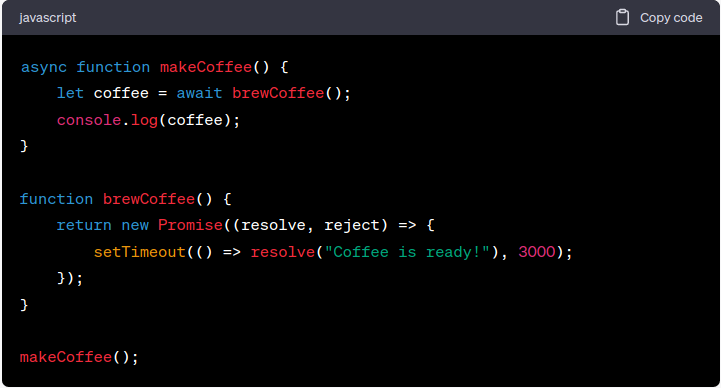 javascript
Copy code
async function makeCoffee() {
    let coffee = await brewCoffee();
    console.log(coffee);
}

function brewCoffee() {
    return new Promise((resolve, reject) => {
        setTimeout(() => resolve("Coffee is ready!"), 3000);
    });
}

makeCoffee();